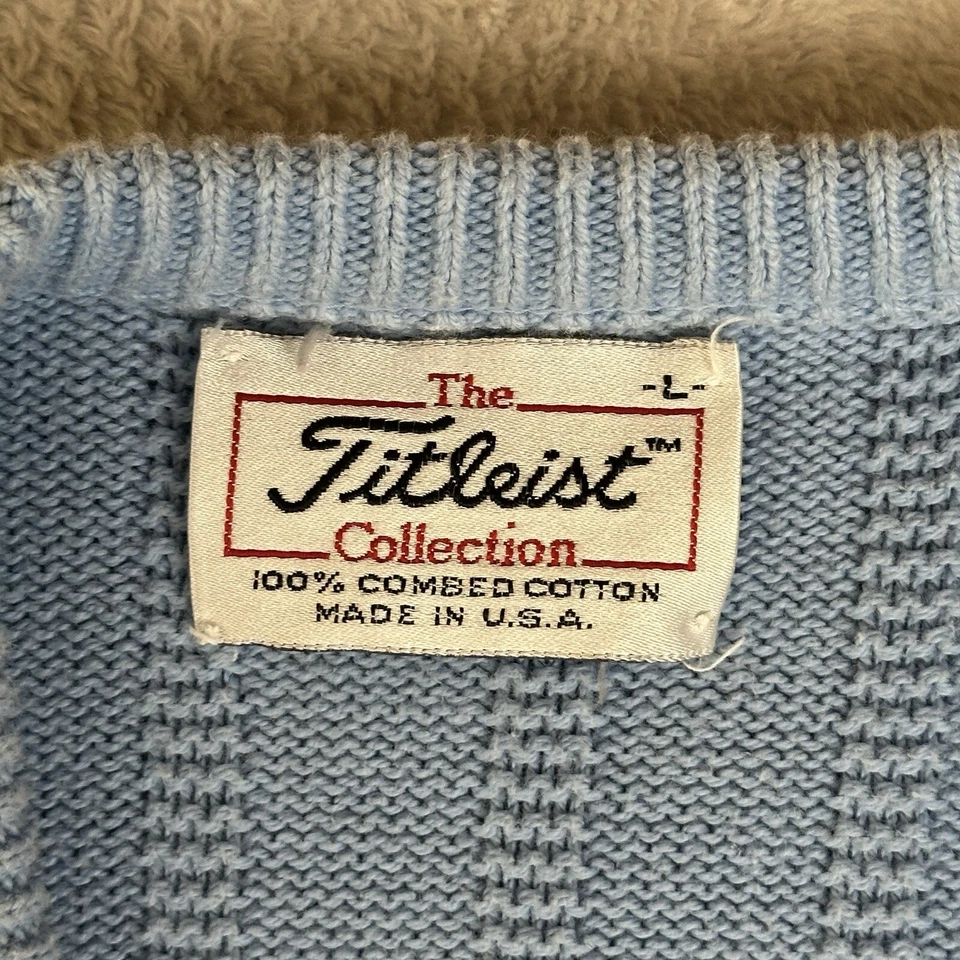 -L-
The
Titleist™
Collection
100% COMBED COTTON
MADE IN U.S.A.